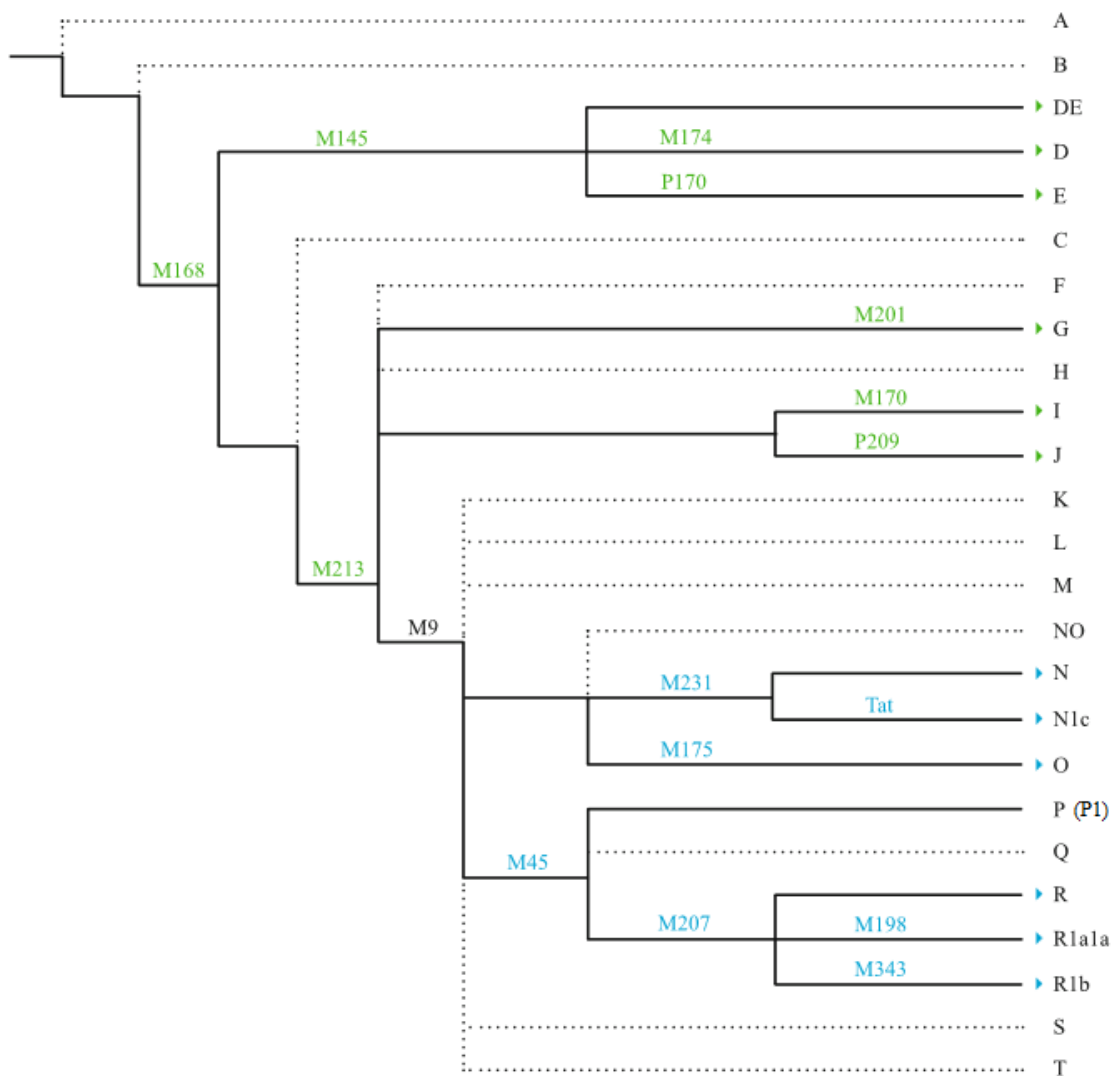 A
B
DE
M145 M174 D
P170 E
C
M168 F
M201 G
H
M170 I
P209 J
K
L
M213 M
M9 NO
M231 N
Tat N1c
M175 O
P (P1)
M45 Q
R
M207 M198 R1a1a
M343 R1b
S
T